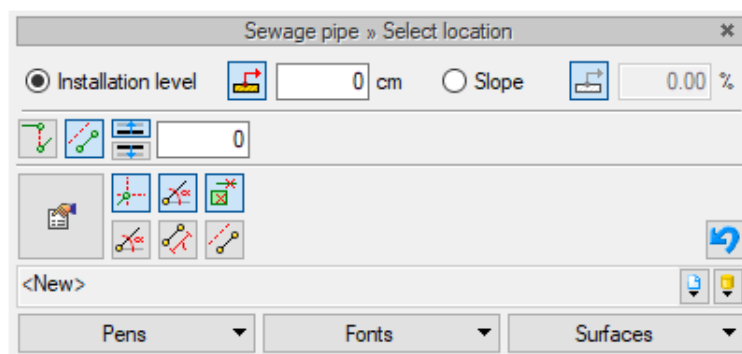 Sewage pipe » Select location
Installation level 0 cm Slope 0.00 %
0
<New>
Pens Fonts Surfaces